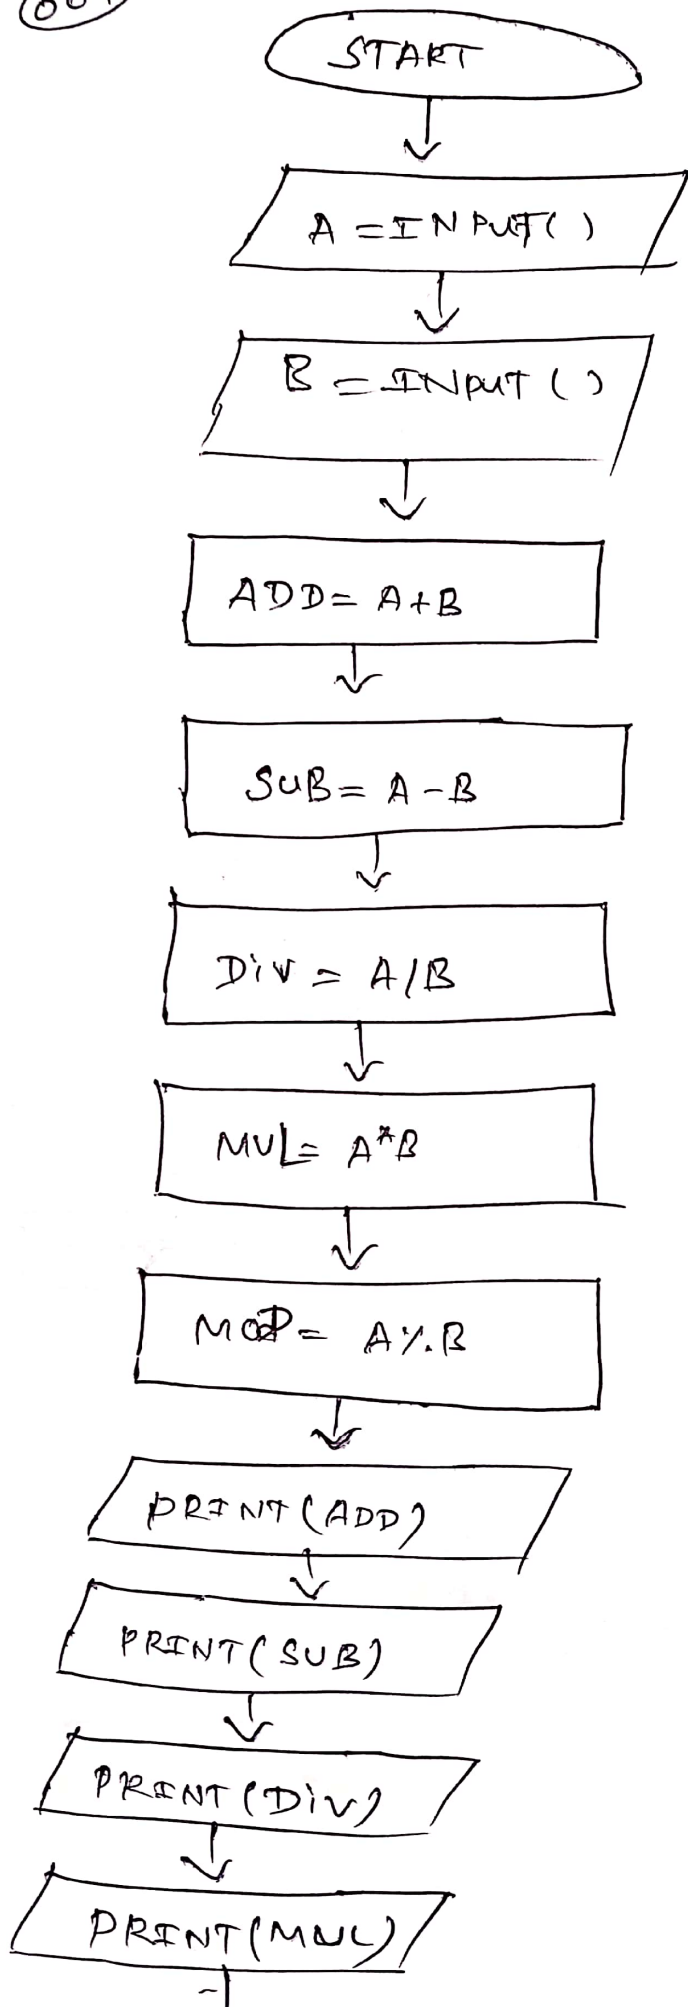 START
A = INPUT()
B = INPUT ()
ADD = A+B
SUB = A-B
Div = A/B
MUL = A*B
MOD = A%B
PRINT (ADD)
PRINT (SUB)
PRINT (Div)
PRINT (MUL)